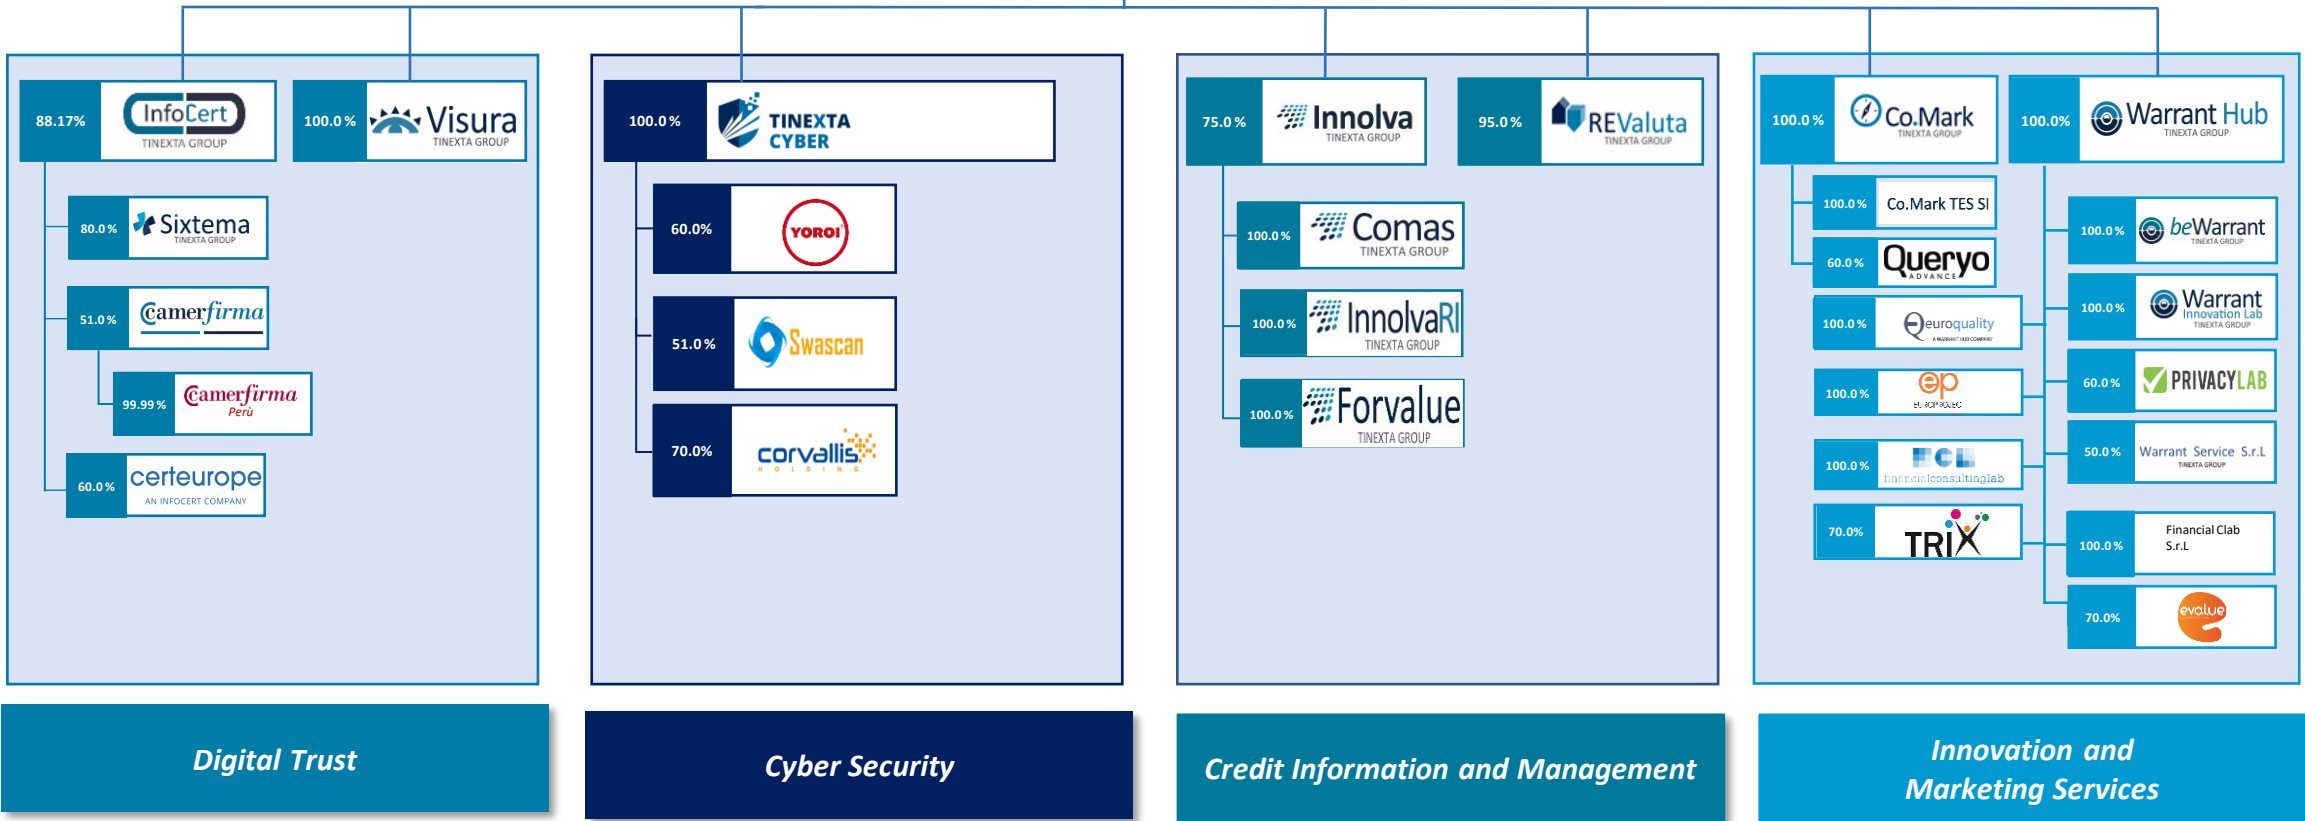 88.17%
InfoCert
TINEXTA GROUP
100.0 %
Visura
TINEXTA GROUP
80.0 %
Sixtema
TINEXTA GROUP
51.0 %
Camerfirma
99.99 %
Camerfirma
Perù
60.0 %
certeurope
AN INFOCERT COMPANY
Digital Trust
100.0 %
TINEXTA
CYBER
60.0%
YOROI
51.0 %
Swascan
70.0%
corvallis
HOLDING
Cyber Security
75.0 %
Innolva
TINEXTA GROUP
95.0 %
REValuta
TINEXTA GROUP
100.0 %
Comas
TINEXTA GROUP
100.0 %
InnolvaRI
TINEXTA GROUP
100.0 %
Forvalue
TINEXTA GROUP
Credit Information and Management
100.0 %
Co.Mark
TINEXTA GROUP
100.0 %
Co.Mark TES SI
60.0 %
Queryo
ADVANCE
100.0%
Warrant Hub
TINEXTA GROUP
100.0 %
beWarrant
TINEXTA GROUP
100.0 %
Warrant
Innovation Lab
TINEXTA GROUP
100.0 %
euroquality
A WARRANT HUB COMPANY
60.0 %
PRIVACYLAB
100.0 %
ep
50.0 %
Warrant Service S.r.L
TINEXTA GROUP
100.0 %
FCL
financialconsultinglab
70.0%
TRIX
100.0 %
Financial Clab
S.r.L
70.0%
evalue
Innovation and
Marketing Services